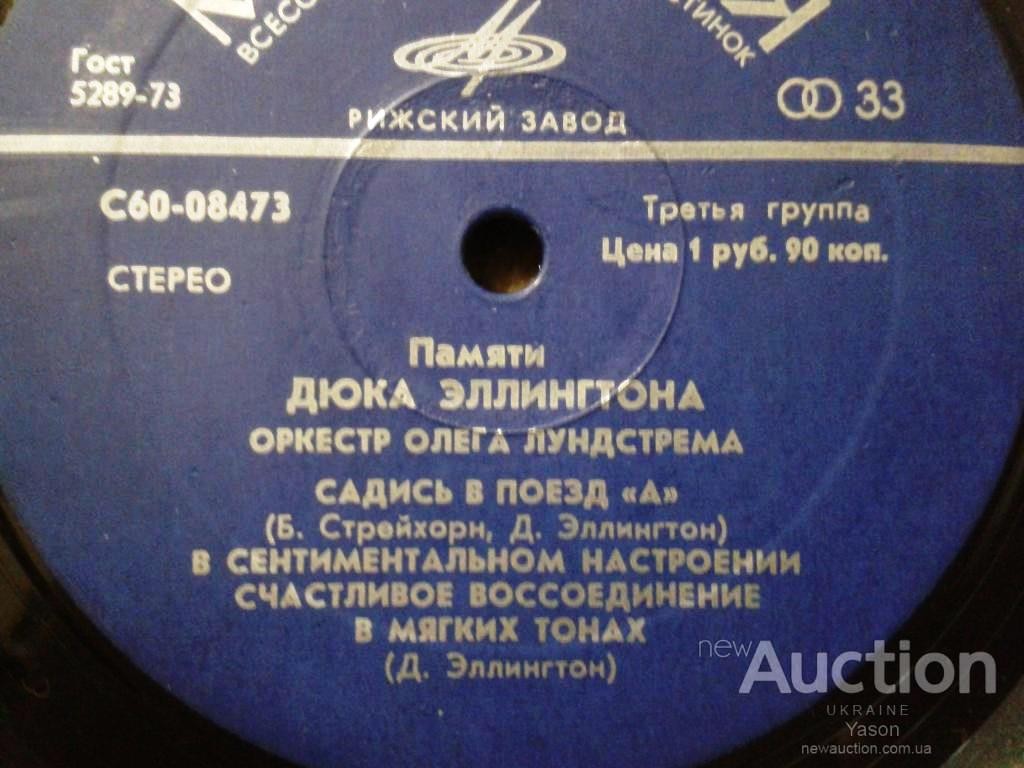 Гост
5289-73
РИЖСКИЙ ЗАВОД
33
С60-08473
СТЕРЕО
Третья группа
Цена 1 руб. 90 коп.
Памяти
ДЮКА ЭЛЛИНГТОНА
ОРКЕСТР ОЛЕГА ЛУНДСТРЕМА
САДИСЬ В ПОЕЗД «А»
(Б. Стрейхорн, Д. Эллингтон)
В СЕНТИМЕНТАЛЬНОМ НАСТРОЕНИИ
СЧАСТЛИВОЕ ВОССОЕДИНЕНИЕ
В МЯГКИХ ТОНАХ
(Д. Эллингтон)
newAuction
UKRAINE
Yason
newauction.com.ua